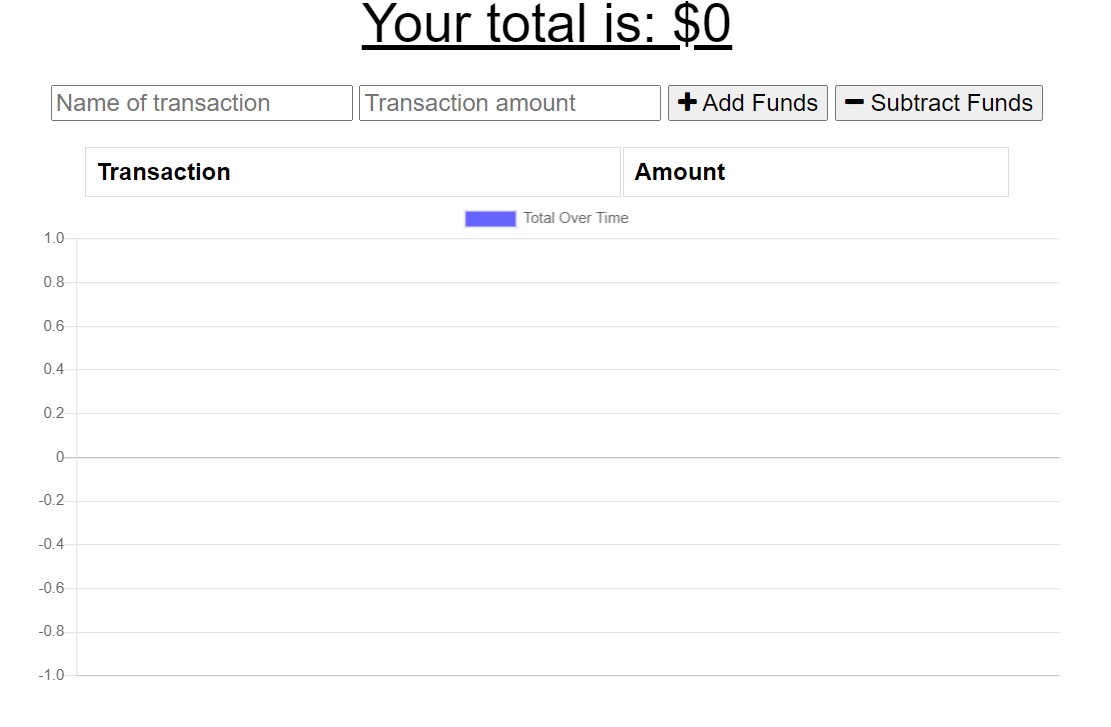 Your total is: $0
Name of transaction Transaction amount + Add Funds − Subtract Funds
Transaction Amount
Total Over Time
1.0
0.8
0.6
0.4
0.2
0
-0.2
-0.4
-0.6
-0.8
-1.0